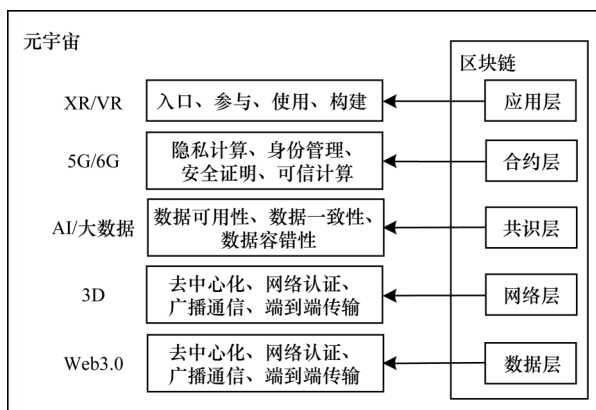 元宇宙
区块链
XR/VR
入口、参与、使用、构建
应用层
5G/6G
隐私计算、身份管理、
安全证明、可信计算
合约层
AI/大数据
数据可用性、数据一致性、
数据容错性
共识层
3D
去中心化、网络认证、
广播通信、端到端传输
网络层
Web3.0
去中心化、网络认证、
广播通信、端到端传输
数据层